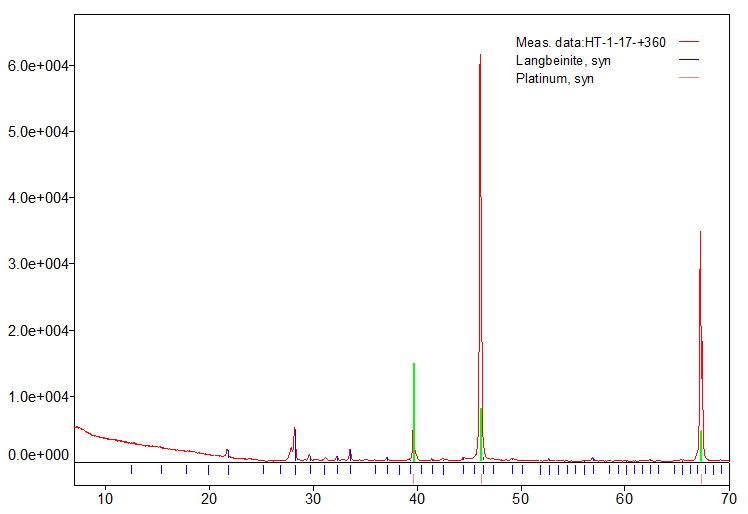 Meas. data:HT-1-17-+360
Langbeinite, syn
Platinum, syn
6.0e+004
5.0e+004
4.0e+004
3.0e+004
2.0e+004
1.0e+004
0.0e+000
10 20 30 40 50 60 70